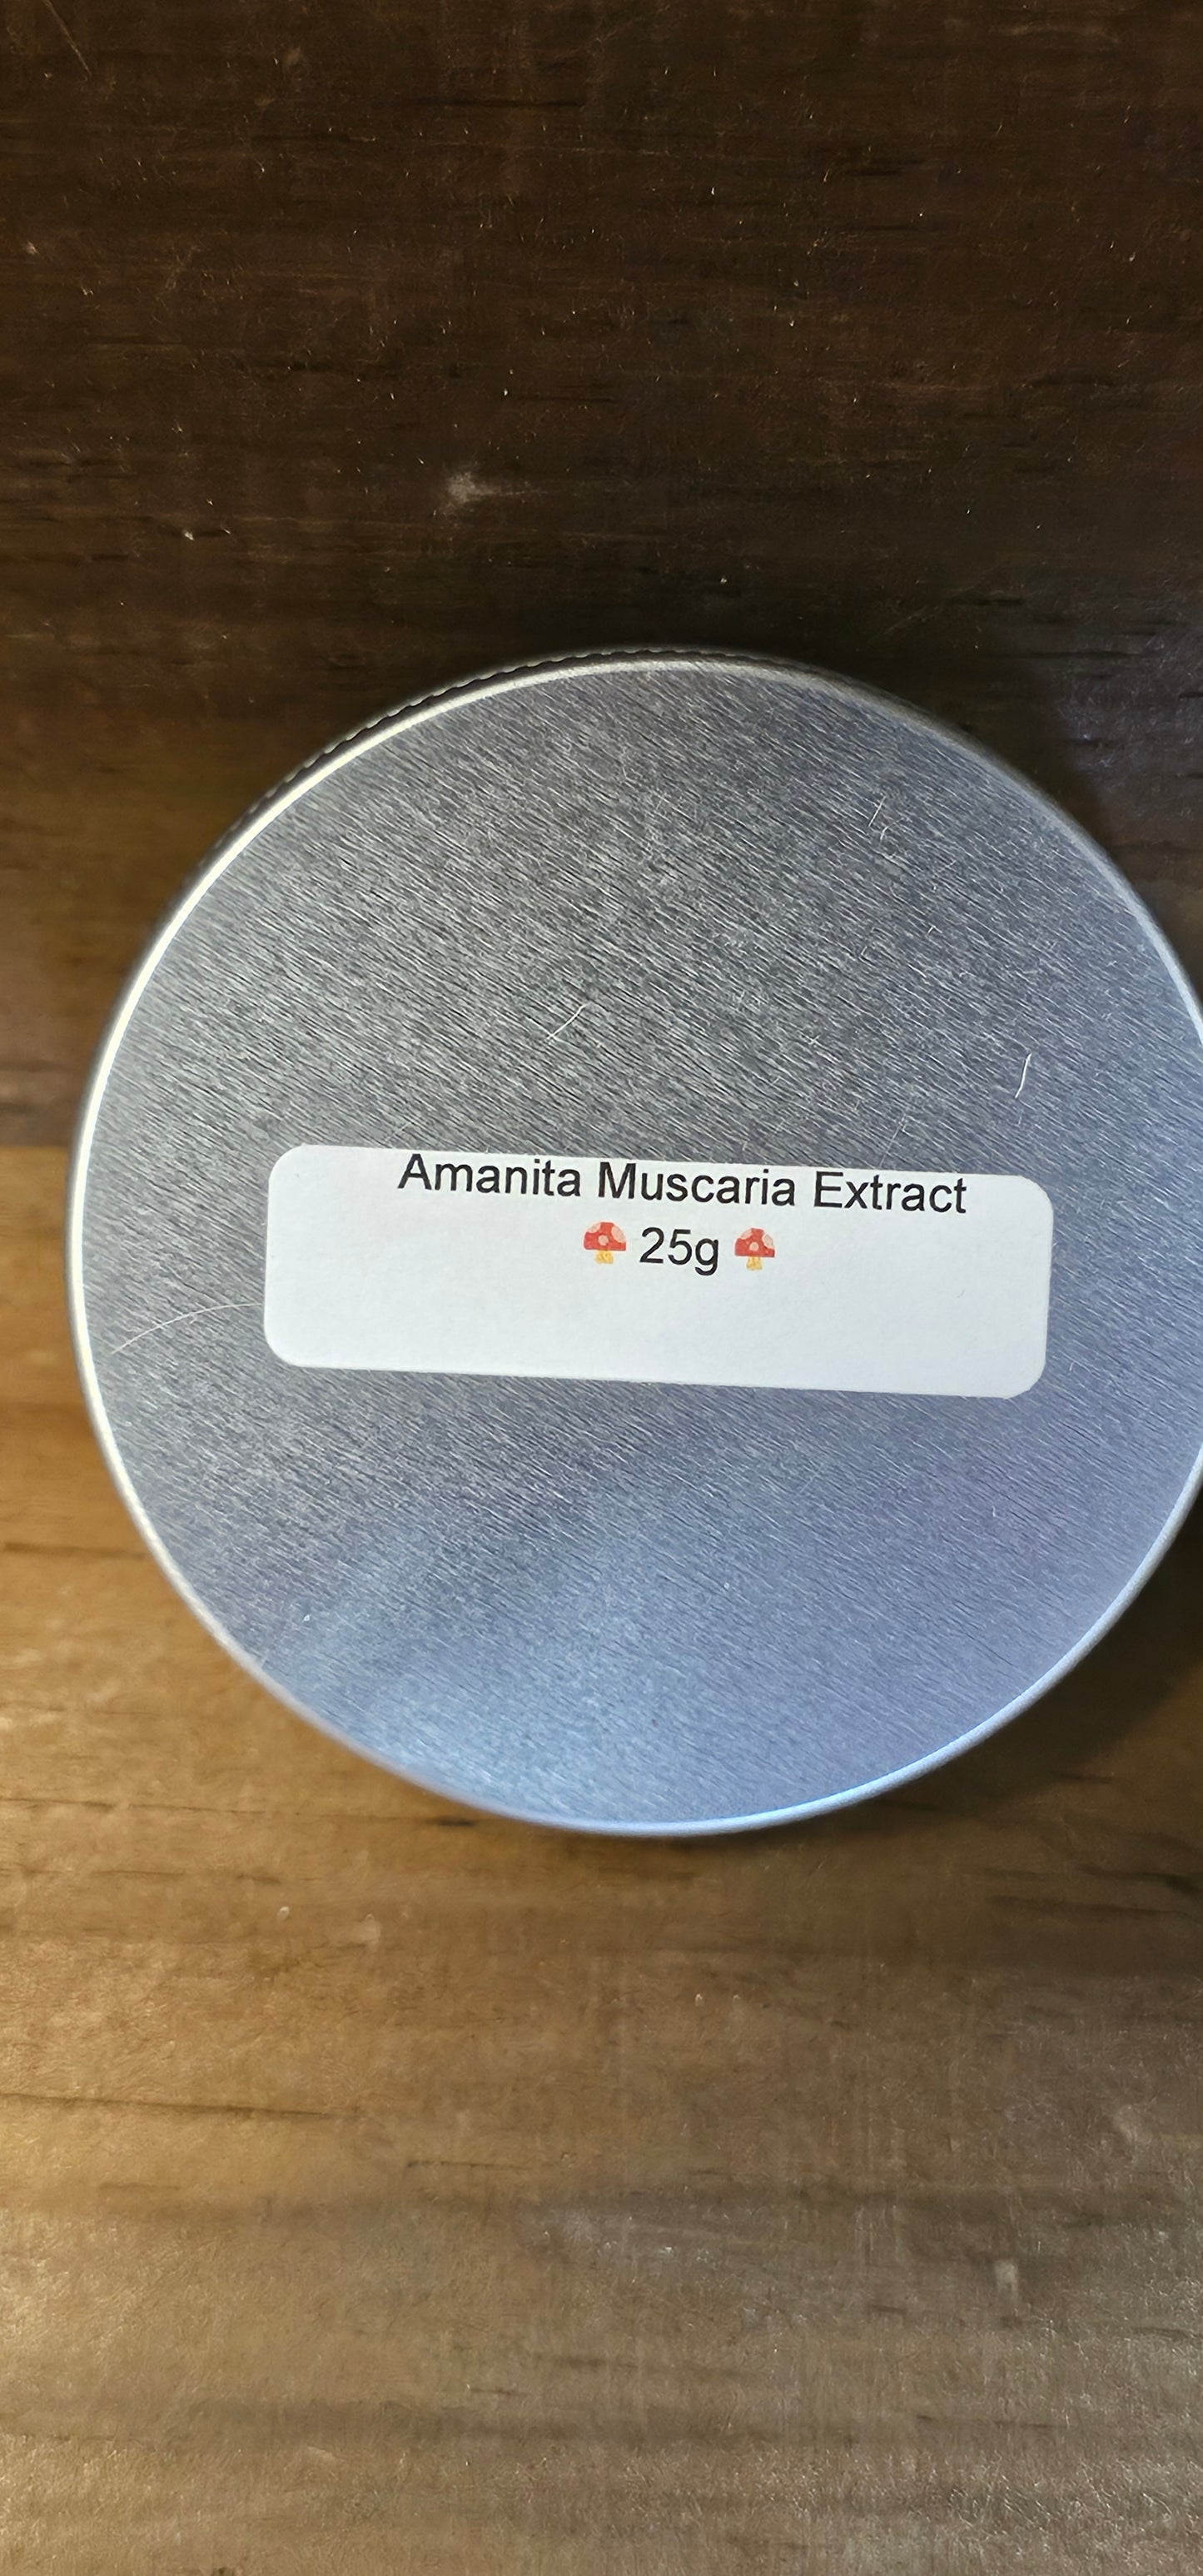 Amanita Muscaria Extract
🍄 25g 🍄